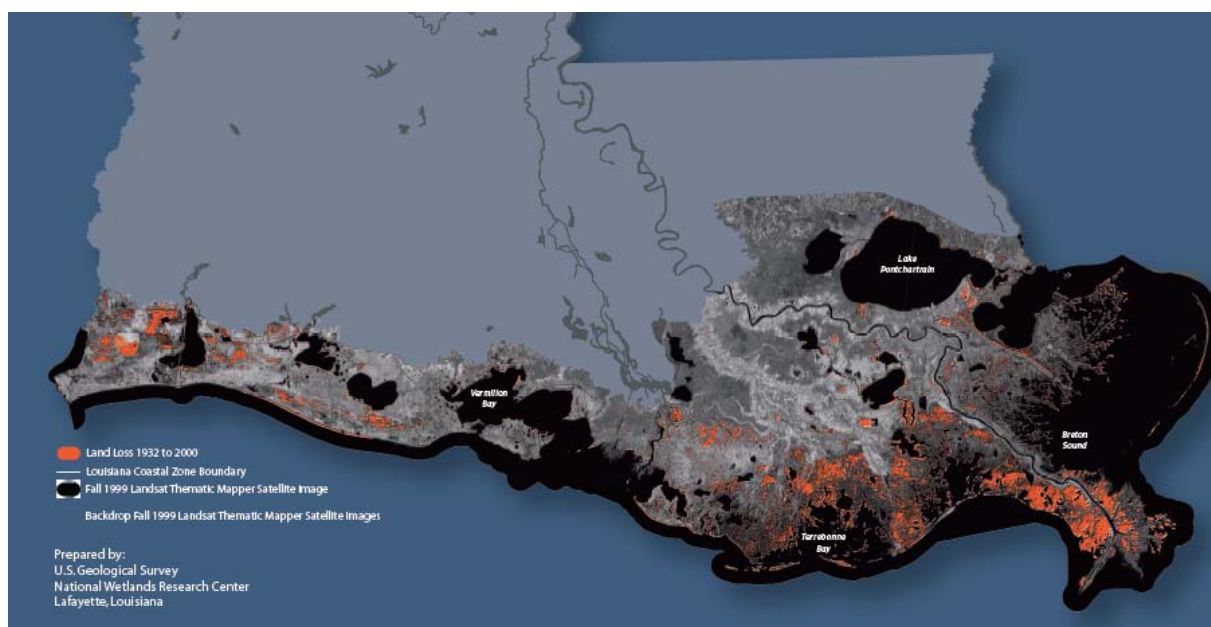 Lake
Pontchartrain
Vermilion
Bay
Breton
Sound
Terrebonne
Bay
Land Loss 1932 to 2000
Louisiana Coastal Zone Boundary
Fall 1999 Landsat Thematic Mapper Satellite Image
Backdrop Fall 1999 Landsat Thematic Mapper Satellite Images
Prepared by:
U.S. Geological Survey
National Wetlands Research Center
Lafayette, Louisiana